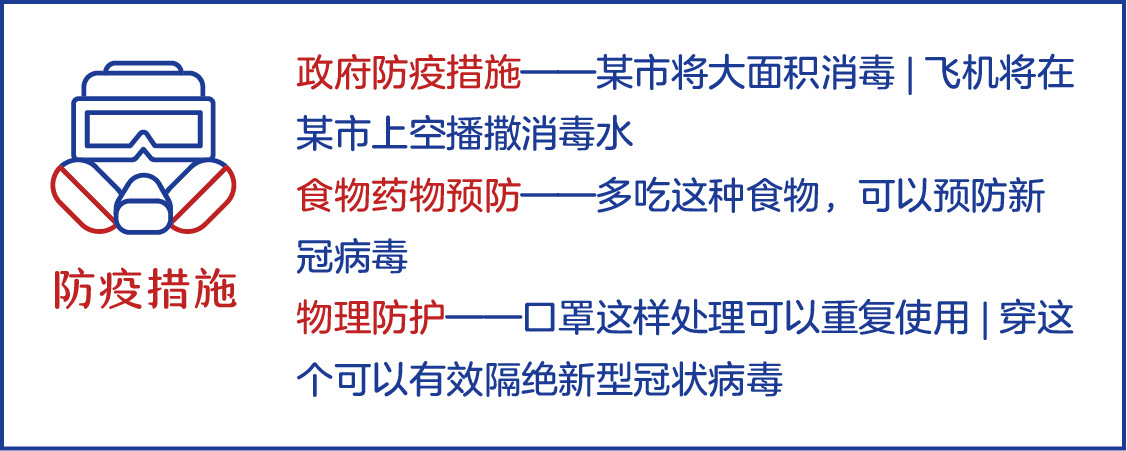 防疫措施
政府防疫措施——某市将大面积消毒 | 飞机将在
某市上空播撒消毒水
食物药物预防——多吃这种食物，可以预防新
冠病毒
物理防护——口罩这样处理可以重复使用 | 穿这
个可以有效隔绝新型冠状病毒